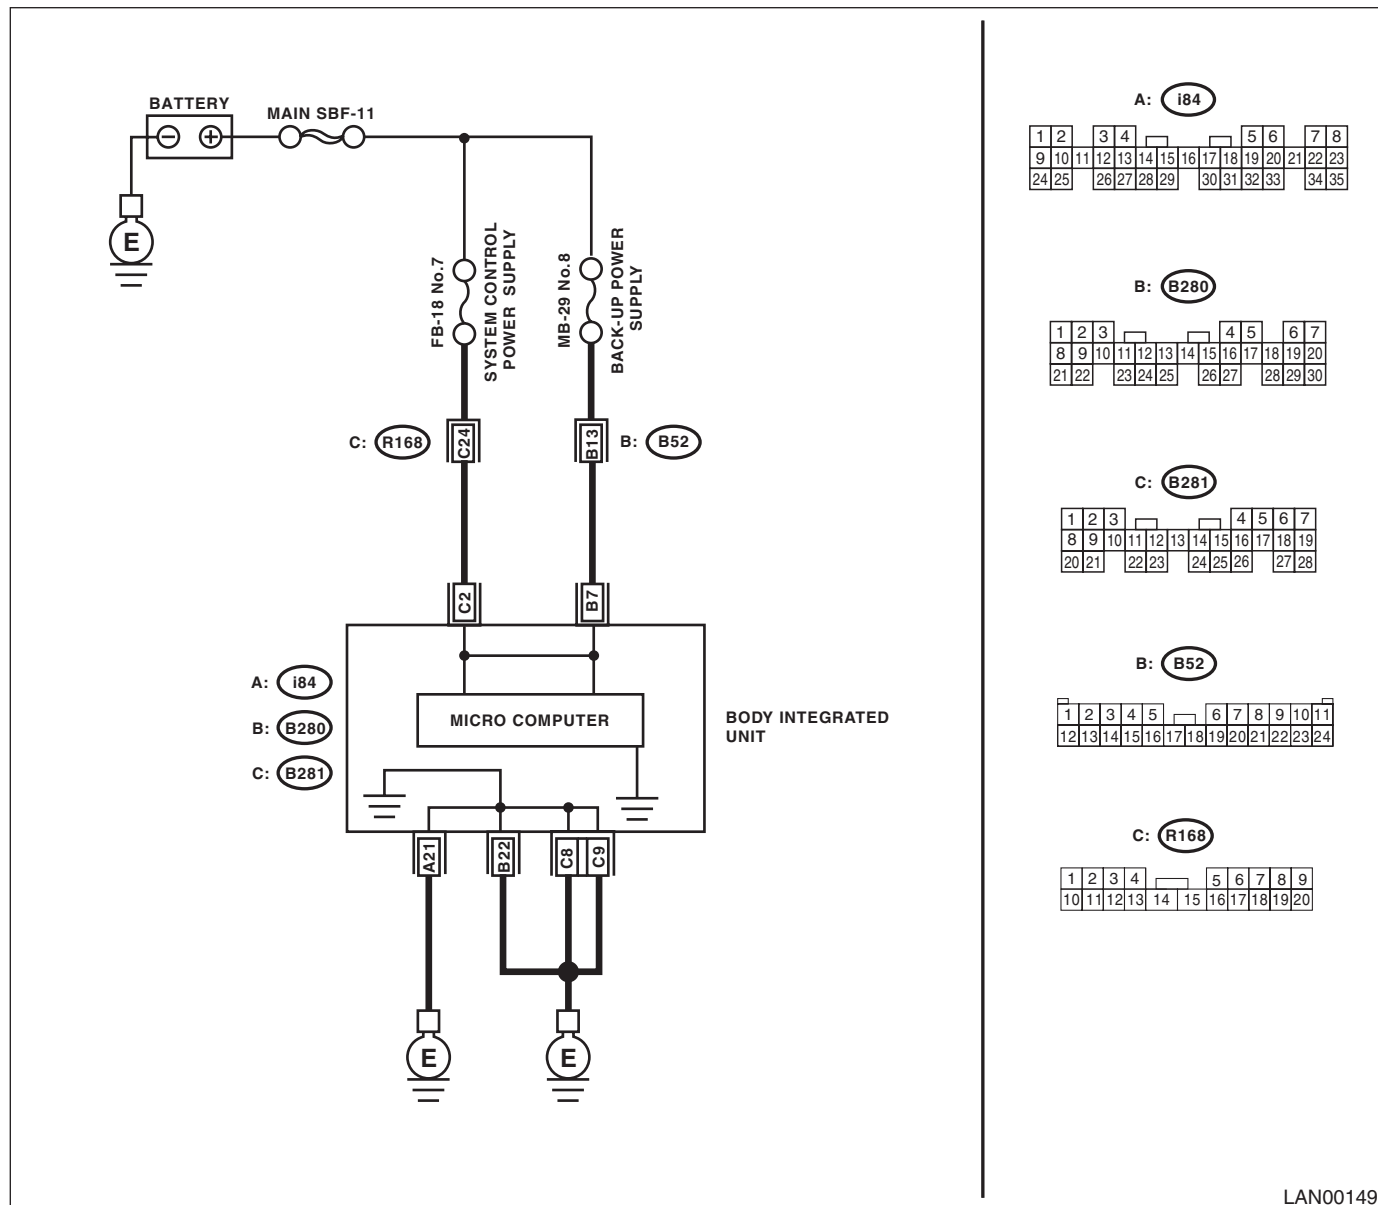 BATTERY
MAIN SBF-11
E
FB-18 No.7
SYSTEM CONTROL
POWER SUPPLY
MB-29 No.8
BACK-UP POWER
SUPPLY
C: R168
C24
B13
B: B52
C2
B7
A: i84
B: B280
C: B281
MICRO COMPUTER
BODY INTEGRATED
UNIT
A21
B22
C8
C9
E
E
A: i84
1 2 3 4 5 6 7 8
9 10 11 12 13 14 15 16 17 18 19 20 21 22 23
24 25 26 27 28 29 30 31 32 33 34 35
B: B280
1 2 3 4 5 6 7
8 9 10 11 12 13 14 15 16 17 18 19 20
21 22 23 24 25 26 27 28 29 30
C: B281
1 2 3 4 5 6 7
8 9 10 11 12 13 14 15 16 17 18 19
20 21 22 23 24 25 26 27 28
B: B52
1 2 3 4 5 6 7 8 9 10 11
12 13 14 15 16 17 18 19 20 21 22 23 24
C: R168
1 2 3 4 5 6 7 8 9
10 11 12 13 14 15 16 17 18 19 20
LAN00149